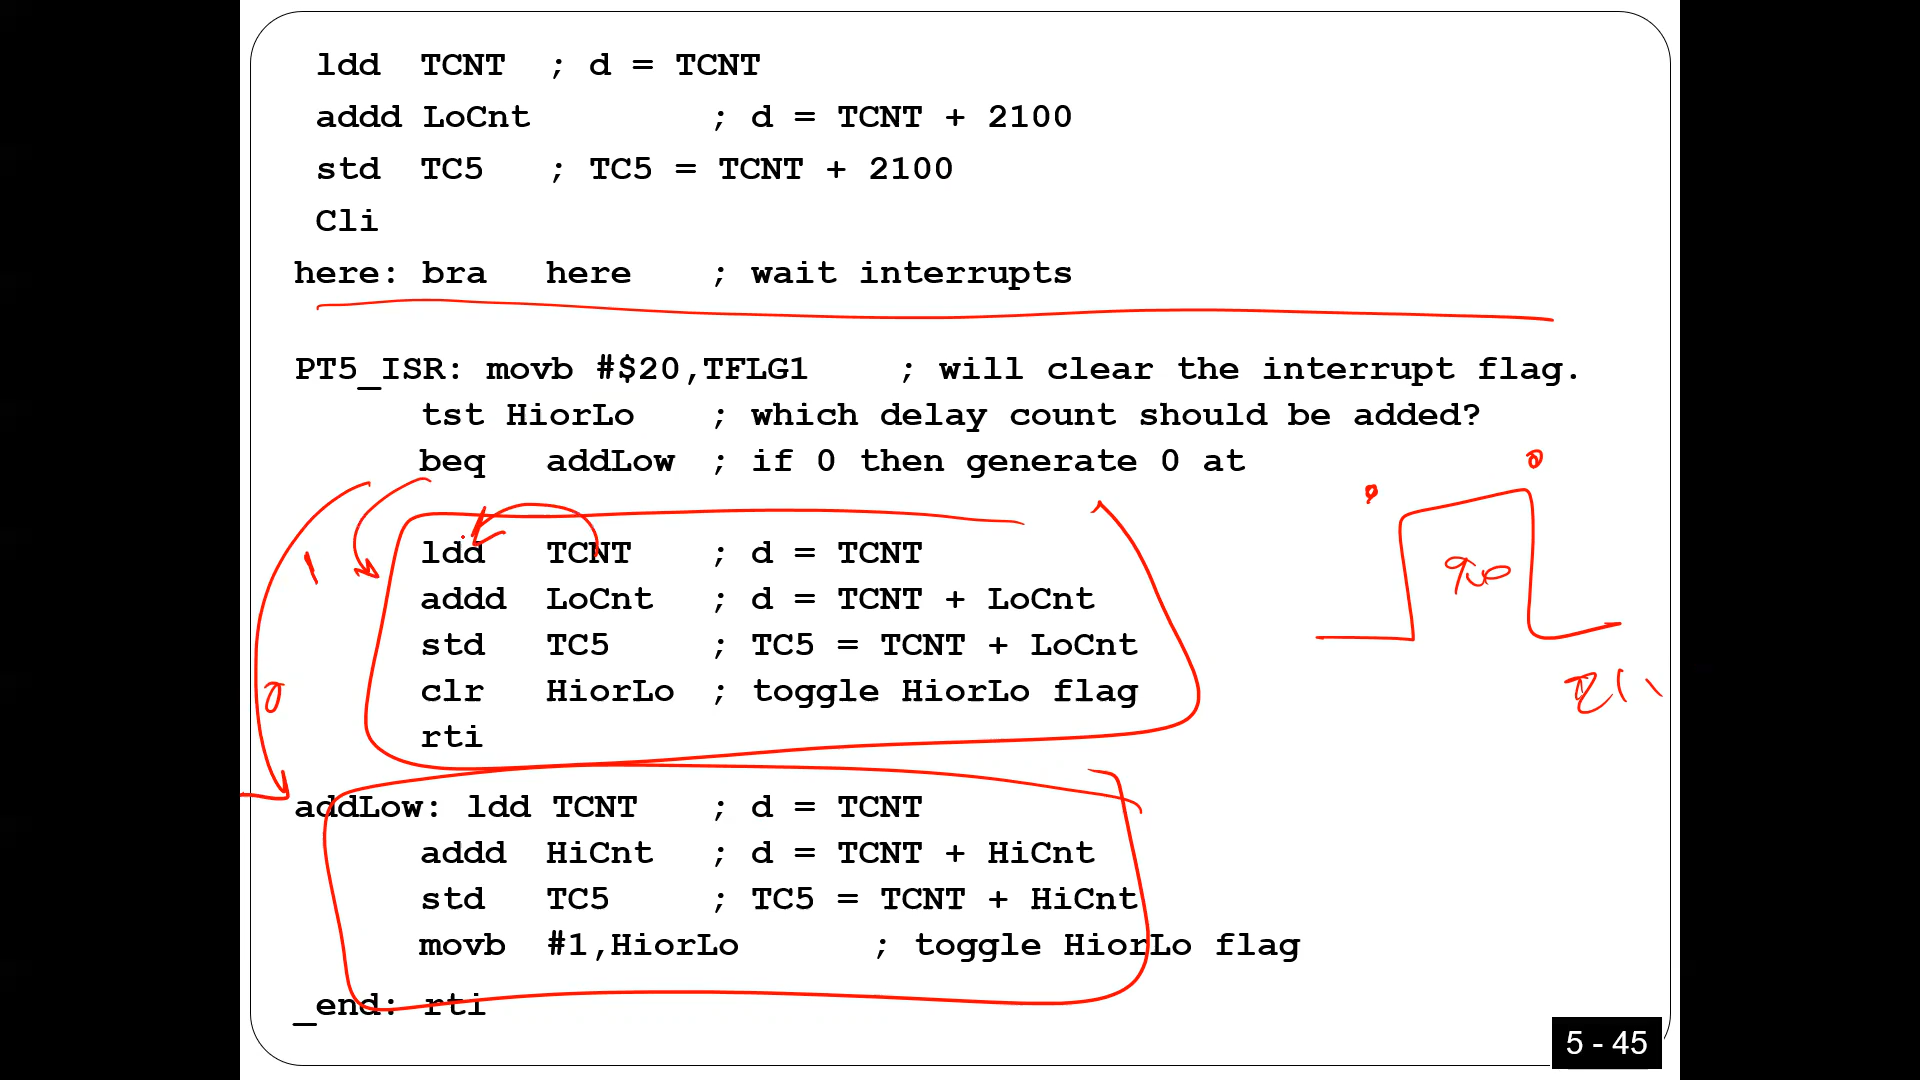 ldd TCNT ; d = TCNT
addd LoCnt ; d = TCNT + 2100
std TC5 ; TC5 = TCNT + 2100
Cli
here: bra here ; wait interrupts
PT5_ISR: movb #$20,TFLG1 ; will clear the interrupt flag.
tst HiorLo ; which delay count should be added?
beq addLow ; if 0 then generate 0 at
ldd TCNT ; d = TCNT
addd LoCnt ; d = TCNT + LoCnt
std TC5 ; TC5 = TCNT + LoCnt
clr HiorLo ; toggle HiorLo flag
rti
addLow: ldd TCNT ; d = TCNT
addd HiCnt ; d = TCNT + HiCnt
std TC5 ; TC5 = TCNT + HiCnt
movb #1,HiorLo ; toggle HiorLo flag
_end: rti
1
0
900
5 - 45